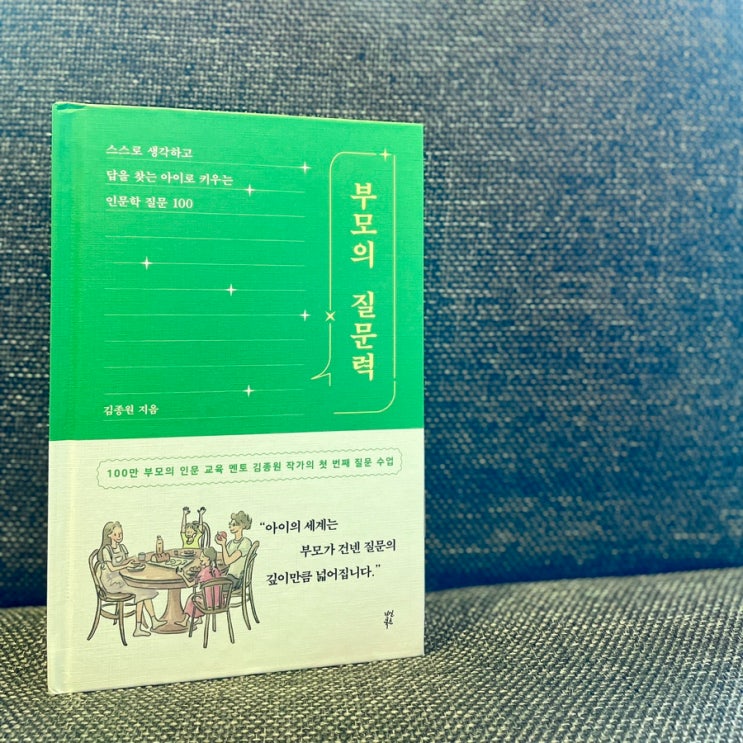 스스로 생각하고
답을 찾는 아이로 키우는
인문학 질문 100
부모의 질문력
김종원 지음
100만 부모의 인문 교육 멘토 김종원 작가의 첫 번째 질문 수업
“아이의 세계는
부모가 건넨 질문의
깊이만큼 넓어집니다.”